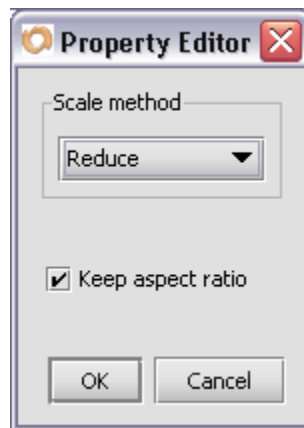 Property Editor
Scale method
Reduce
Keep aspect ratio
OK
Cancel